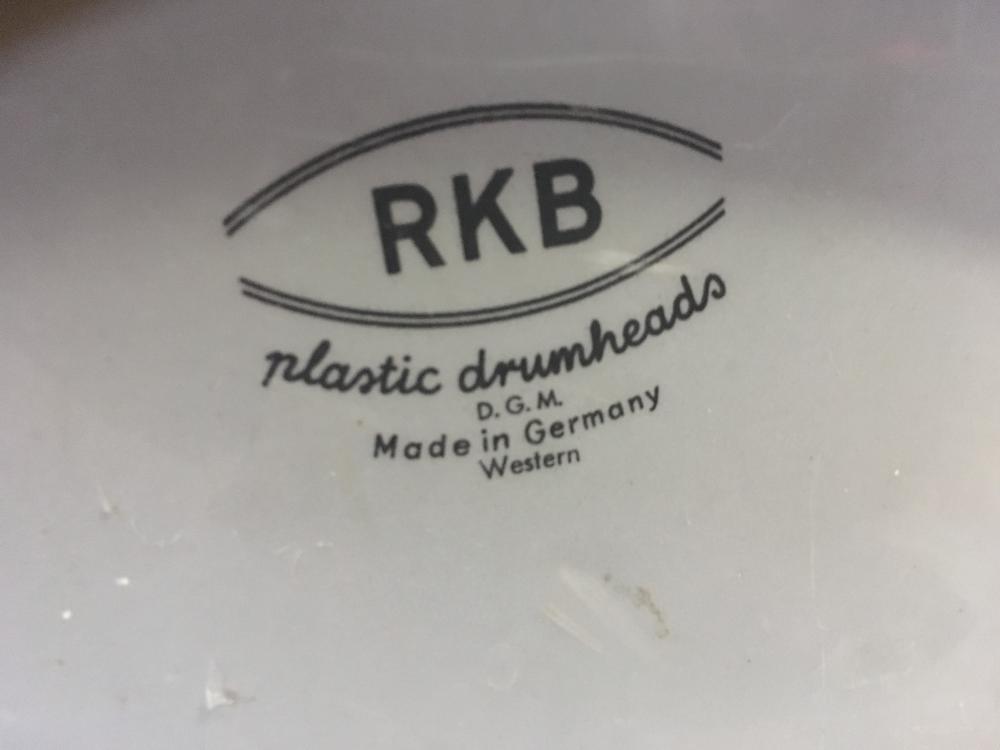 RKB
plastic drumheads
D.G.M.
Made in Germany
Western